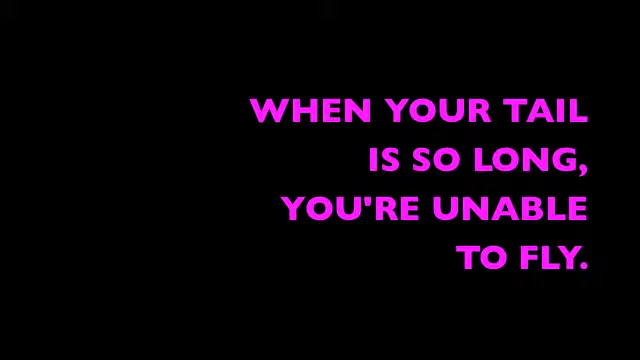 WHEN YOUR TAIL
IS SO LONG,
YOU'RE UNABLE
TO FLY.